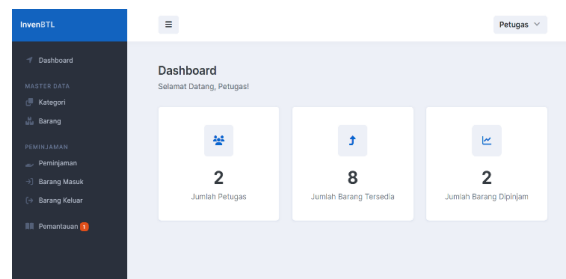 InvenBTL
Petugas
Dashboard
MASTER DATA
Kategori
Barang
PEMINJAMAN
Peminjaman
Barang Masuk
Barang Keluar
Pemantauan 1
Dashboard
Selamat Datang, Petugas!
2
Jumlah Petugas
8
Jumlah Barang Tersedia
2
Jumlah Barang Dipinjam